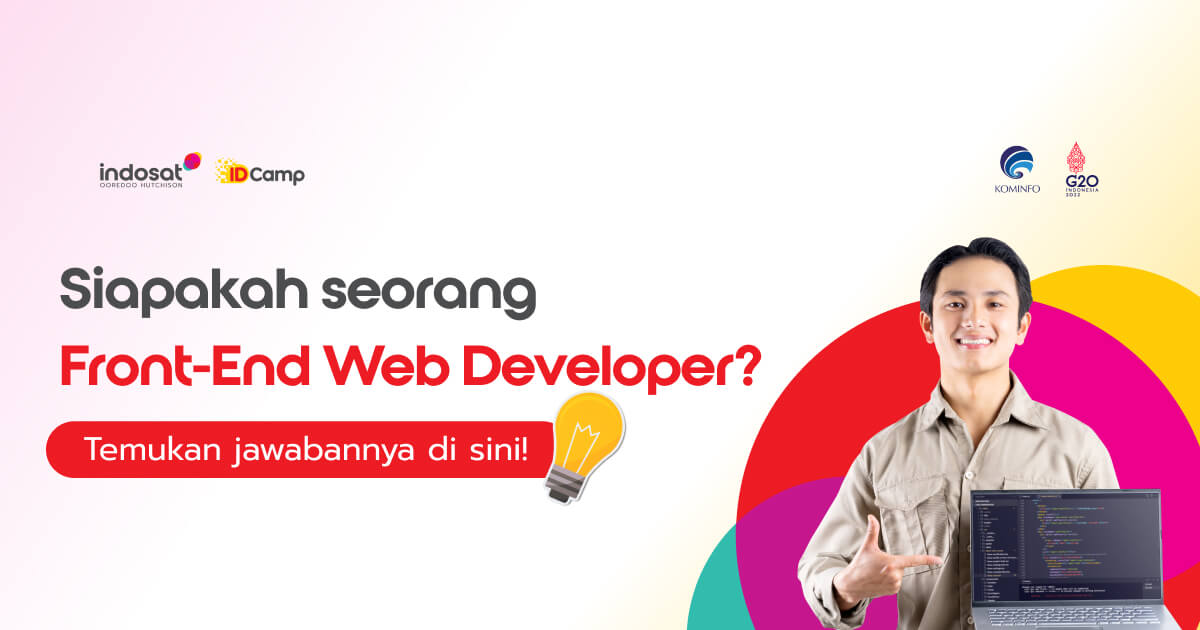 indosat
OOREDOO HUTCHISON
IDCamp
KOMINFO
G20
INDONESIA
2022
Siapakah seorang
Front-End Web Developer?
Temukan jawabannya di sini!